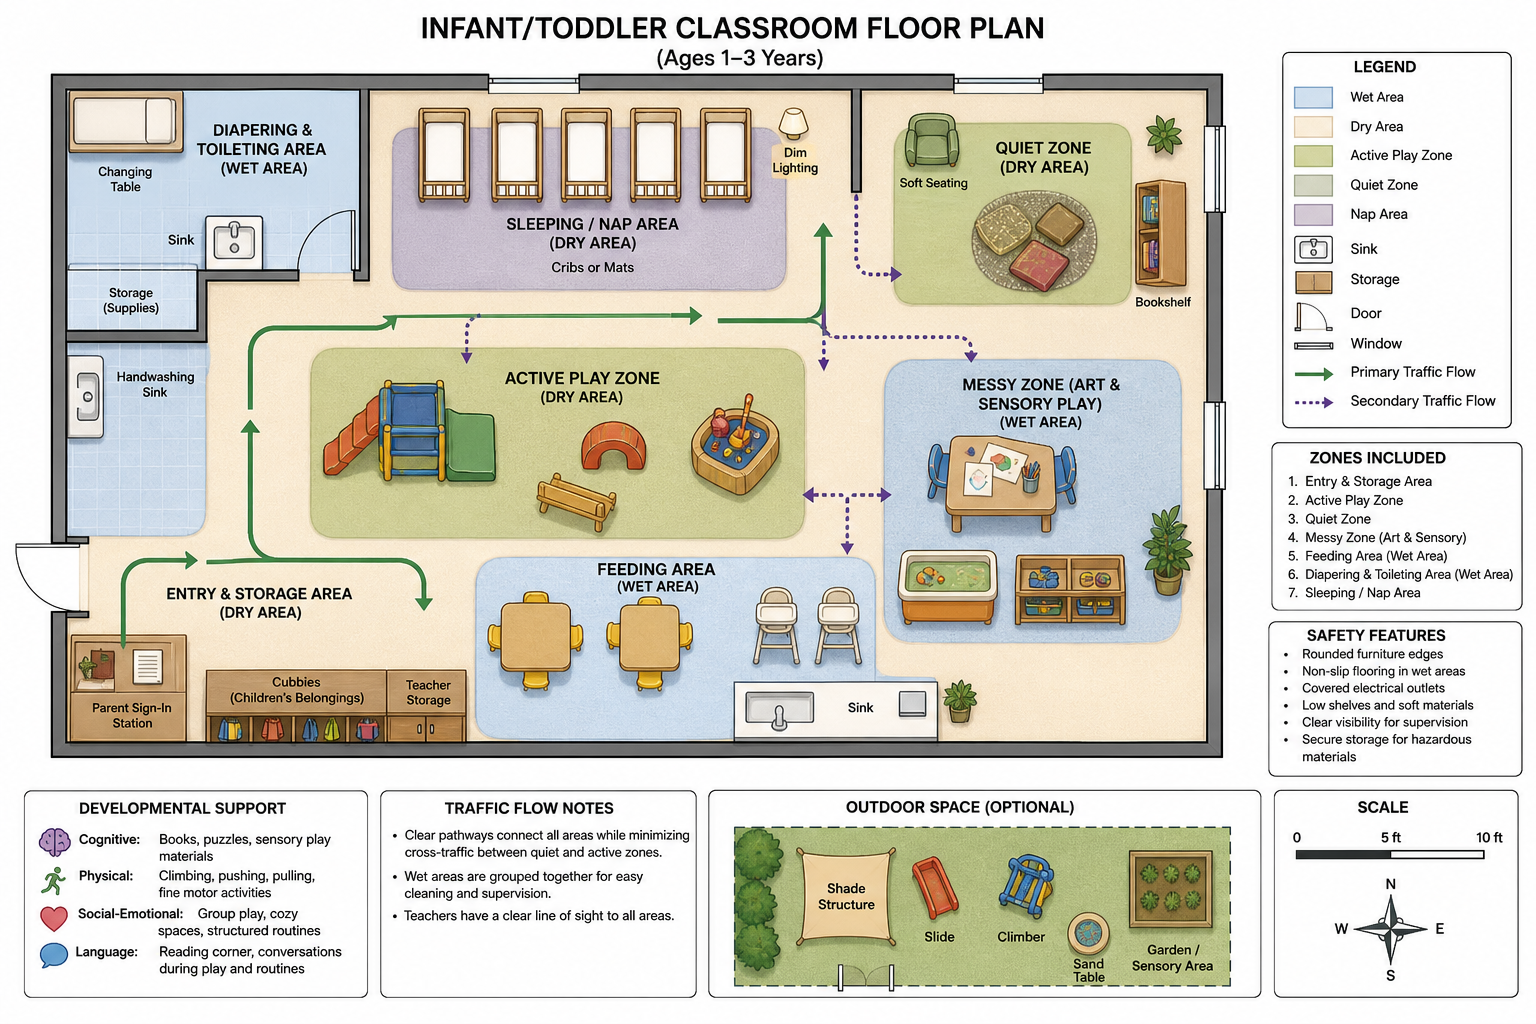 INFANT/TODDLER CLASSROOM FLOOR PLAN
(Ages 1–3 Years)
DIAPERING &
TOILETING AREA
(WET AREA)
Changing
Table
Sink
Storage
(Supplies)
Handwashing
Sink
SLEEPING / NAP AREA
(DRY AREA)
Cribs or Mats
Dim
Lighting
QUIET ZONE
(DRY AREA)
Soft Seating
Bookshelf
ACTIVE PLAY ZONE
(DRY AREA)
MESSY ZONE (ART &
SENSORY PLAY)
(WET AREA)
ENTRY & STORAGE AREA
(DRY AREA)
Parent Sign-In
Station
Cubbies
(Children's Belongings)
Teacher
Storage
FEEDING AREA
(WET AREA)
Sink
LEGEND
Wet Area
Dry Area
Active Play Zone
Quiet Zone
Nap Area
Sink
Storage
Door
Window
Primary Traffic Flow
Secondary Traffic Flow
ZONES INCLUDED
1. Entry & Storage Area
2. Active Play Zone
3. Quiet Zone
4. Messy Zone (Art & Sensory)
5. Feeding Area (Wet Area)
6. Diapering & Toileting Area (Wet Area)
7. Sleeping / Nap Area
SAFETY FEATURES
• Rounded furniture edges
• Non-slip flooring in wet areas
• Covered electrical outlets
• Low shelves and soft materials
• Clear visibility for supervision
• Secure storage for hazardous
materials
DEVELOPMENTAL SUPPORT
Cognitive: Books, puzzles, sensory play
materials
Physical: Climbing, pushing, pulling,
fine motor activities
Social-Emotional: Group play, cozy
spaces, structured routines
Language: Reading corner, conversations
during play and routines
TRAFFIC FLOW NOTES
• Clear pathways connect all areas while minimizing
cross-traffic between quiet and active zones.
• Wet areas are grouped together for easy
cleaning and supervision.
• Teachers have a clear line of sight to all areas.
OUTDOOR SPACE (OPTIONAL)
Shade
Structure
Slide
Climber
Sand
Table
Garden /
Sensory Area
SCALE
0 5 ft 10 ft
N
W E
S